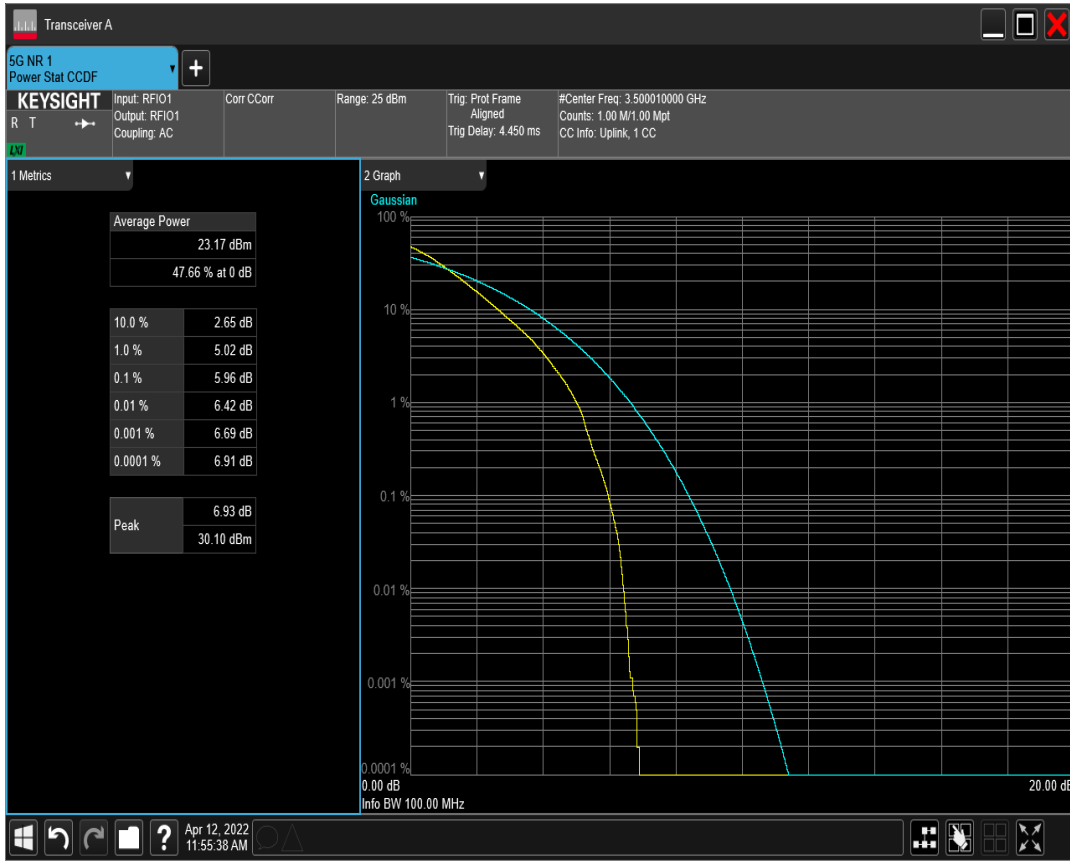 Transceiver A
5G NR 1
Power Stat CCDF
+
KEYSIGHT
R T
LXI
Input: RFIO1
Output: RFIO1
Coupling: AC
Corr CCorr
Range: 25 dBm
Trig: Prot Frame
Aligned
Trig Delay: 4.450 ms
#Center Freq: 3.500010000 GHz
Counts: 1.00 M/1.00 Mpt
CC Info: Uplink, 1 CC
1 Metrics
Average Power
23.17 dBm
47.66 % at 0 dB
10.0 % 2.65 dB
1.0 % 5.02 dB
0.1 % 5.96 dB
0.01 % 6.42 dB
0.001 % 6.69 dB
0.0001 % 6.91 dB
Peak
6.93 dB
30.10 dBm
2 Graph
Gaussian
100 %
10 %
1 %
0.1 %
0.01 %
0.001 %
0.0001 %
0.00 dB 20.00 dB
Info BW 100.00 MHz
?
Apr 12, 2022
11:55:38 AM